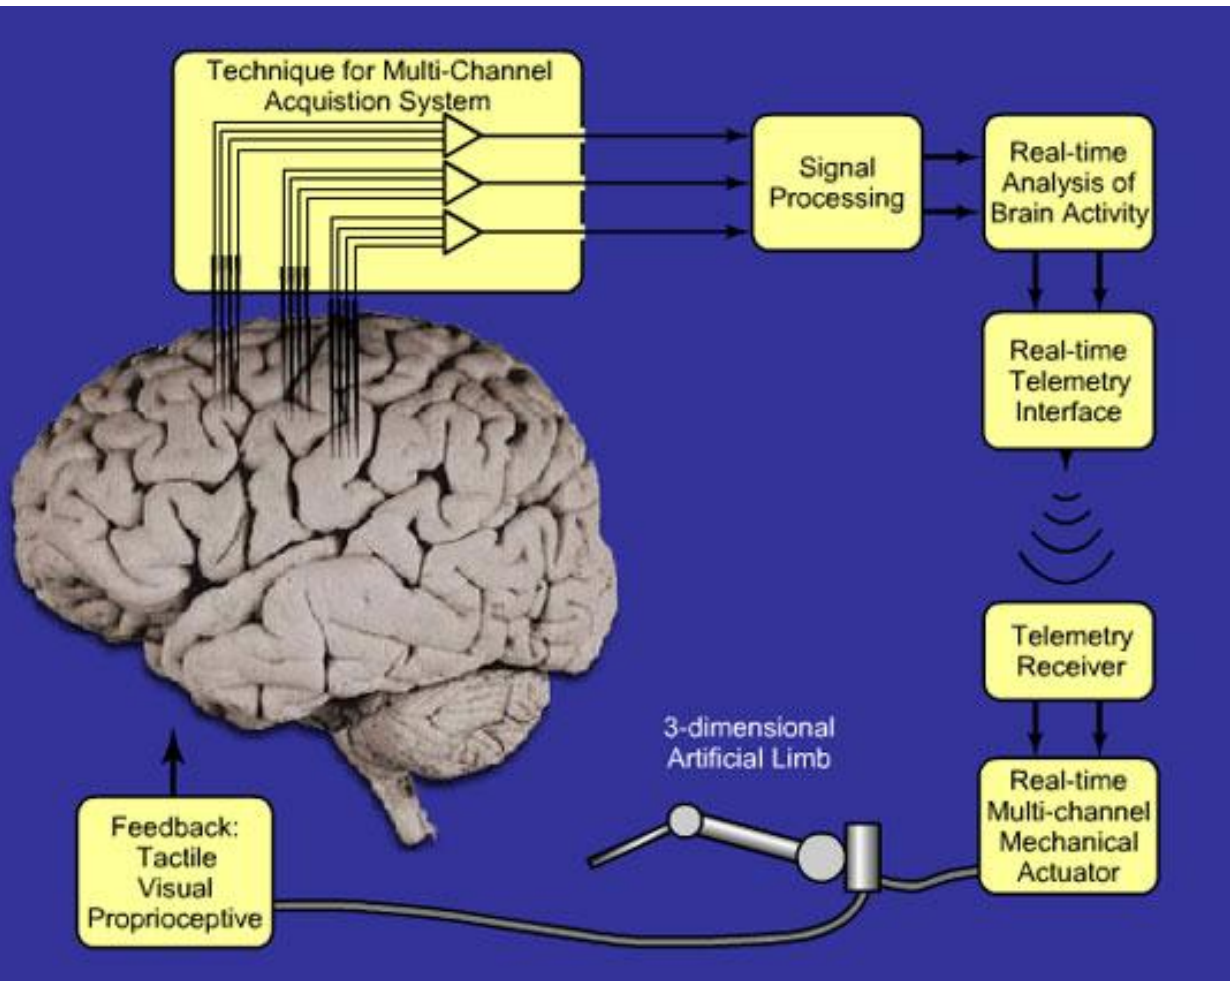 Technique for Multi-Channel
Acquistion System
Signal
Processing
Real-time
Analysis of
Brain Activity
Real-time
Telemetry
Interface
Telemetry
Receiver
3-dimensional
Artificial Limb
Real-time
Multi-channel
Mechanical
Actuator
Feedback:
Tactile
Visual
Proprioceptive